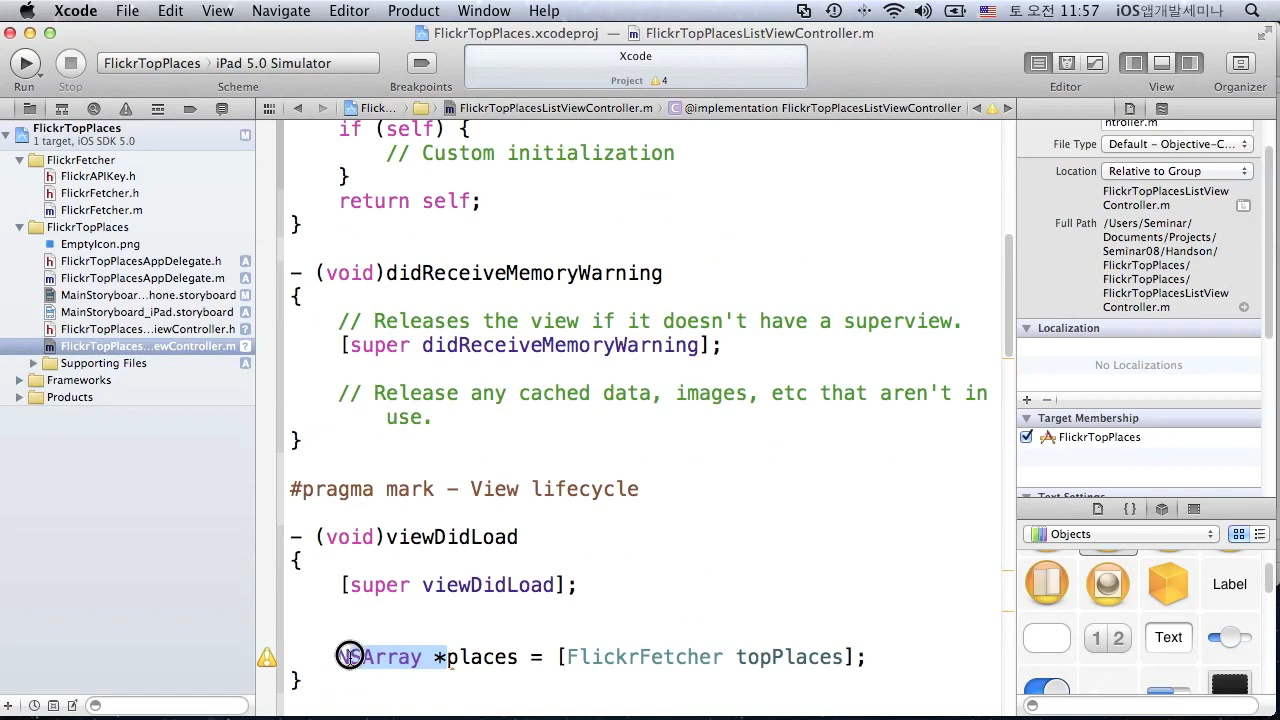 Xcode File Edit View Navigate Editor Product Window Help 토 오전 11:57 iOS앱개발세미나
FlickrTopPlaces.xcodeproj › FlickrTopPlacesListViewController.m
Run Stop FlickrTopPlaces › iPad 5.0 Simulator
Scheme Breakpoints
Xcode
Project 4
Editor View Organizer
Flick... FlickrTopPlacesListViewController.m @implementation FlickrTopPlacesListViewController
FlickrTopPlaces M
1 target, iOS SDK 5.0
FlickrFetcher
FlickrAPIKey.h
FlickrFetcher.h
FlickrFetcher.m
FlickrTopPlaces
EmptyIcon.png
FlickrTopPlacesAppDelegate.h A
FlickrTopPlacesAppDelegate.m A
MainStoryboar...hone.storyboard M
MainStoryboard_iPad.storyboard A
FlickrTopPlaces...iewController.h ?
FlickrTopPlaces...ewController.m ?
Supporting Files A
Frameworks
Products
if (self) {
// Custom initialization
}
return self;
}
- (void)didReceiveMemoryWarning
{
// Releases the view if it doesn't have a superview.
[super didReceiveMemoryWarning];
// Release any cached data, images, etc that aren't in
use.
}
#pragma mark - View lifecycle
- (void)viewDidLoad
{
[super viewDidLoad];
NSArray *places = [FlickrFetcher topPlaces];
}
ntroller.m
File Type Default - Objective-C...
Location Relative to Group
FlickrTopPlacesListView
Controller.m
Full Path /Users/Seminar/
Documents/Projects/
Seminar08/Handson/
FlickrTopPlaces/
FlickrTopPlaces/
FlickrTopPlacesListView
Controller.m
Localization
No Localizations
+ −
Target Membership
FlickrTopPlaces
Text Settings
{ }
Objects
Label
1 2 Text